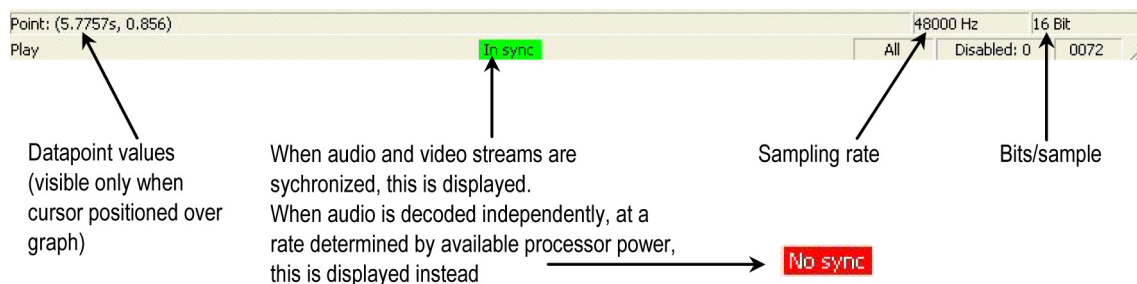 Point: (5.7757s, 0.856) 48000 Hz 16 Bit
Play In sync All Disabled: 0 0072
Datapoint values
(visible only when
cursor positioned over
graph)
When audio and video streams are
sychronized, this is displayed.
When audio is decoded independently, at a
rate determined by available processor power,
this is displayed instead
No sync
Sampling rate
Bits/sample